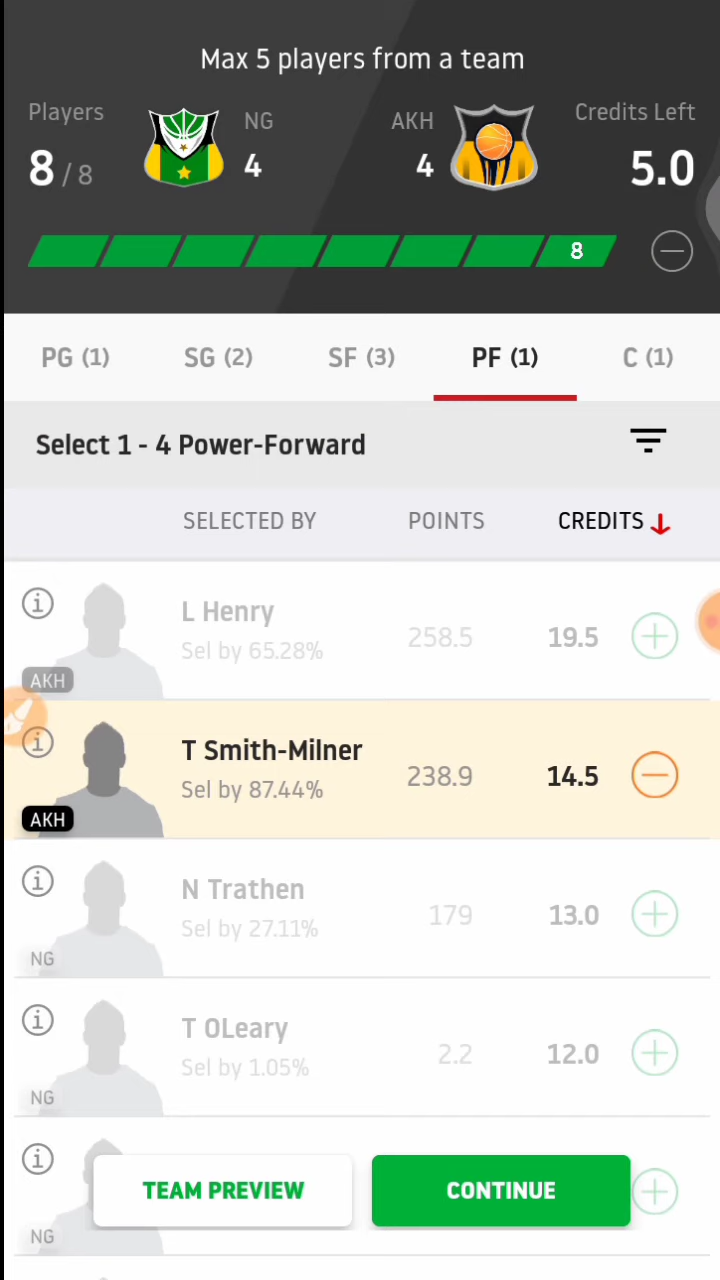 Max 5 players from a team
Players NG AKH Credits Left
8 / 8 4 4 5.0
8
PG (1) SG (2) SF (3) PF (1) C (1)
Select 1 - 4 Power-Forward
SELECTED BY POINTS CREDITS
L Henry
Sel by 65.28% 258.5 19.5
AKH
T Smith-Milner
Sel by 87.44% 238.9 14.5
AKH
N Trathen
Sel by 27.11% 179 13.0
NG
T OLeary
Sel by 1.05% 2.2 12.0
NG
TEAM PREVIEW CONTINUE
NG